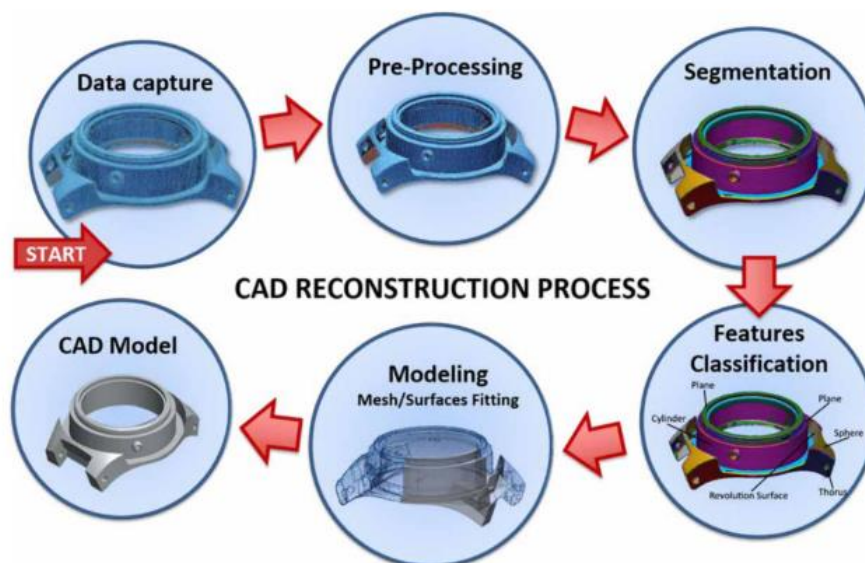 Data capture
Pre-Processing
Segmentation
START
CAD RECONSTRUCTION PROCESS
Features
Classification
Plane
Plane
Cylinder
Sphere
Revolution Surface
Thorus
Modeling
Mesh/Surfaces Fitting
CAD Model